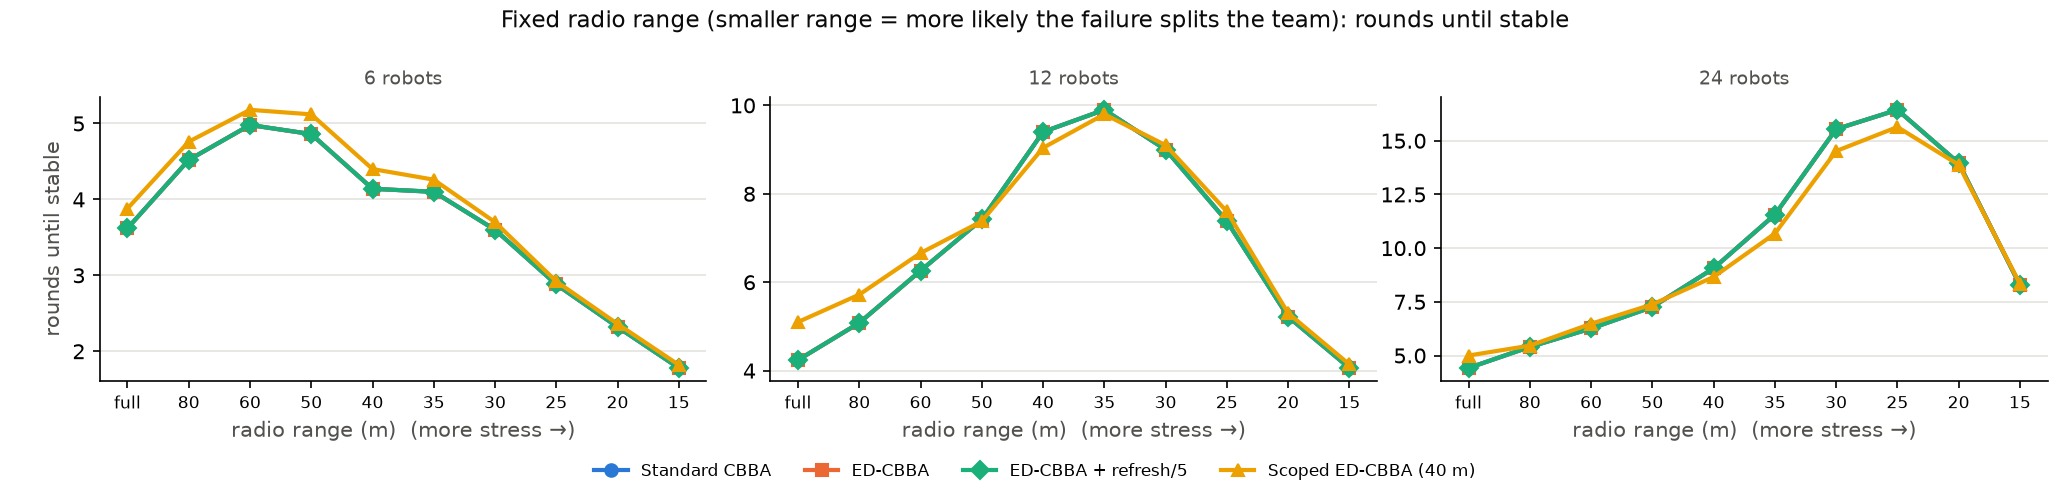 Fixed radio range (smaller range = more likely the failure splits the team): rounds until stable
6 robots
12 robots
24 robots
rounds until stable
5
4
3
2
10
8
6
4
15.0
12.5
10.0
7.5
5.0
full 80 60 50 40 35 30 25 20 15
full 80 60 50 40 35 30 25 20 15
full 80 60 50 40 35 30 25 20 15
radio range (m) (more stress →)
radio range (m) (more stress →)
radio range (m) (more stress →)
Standard CBBA ED-CBBA ED-CBBA + refresh/5 Scoped ED-CBBA (40 m)